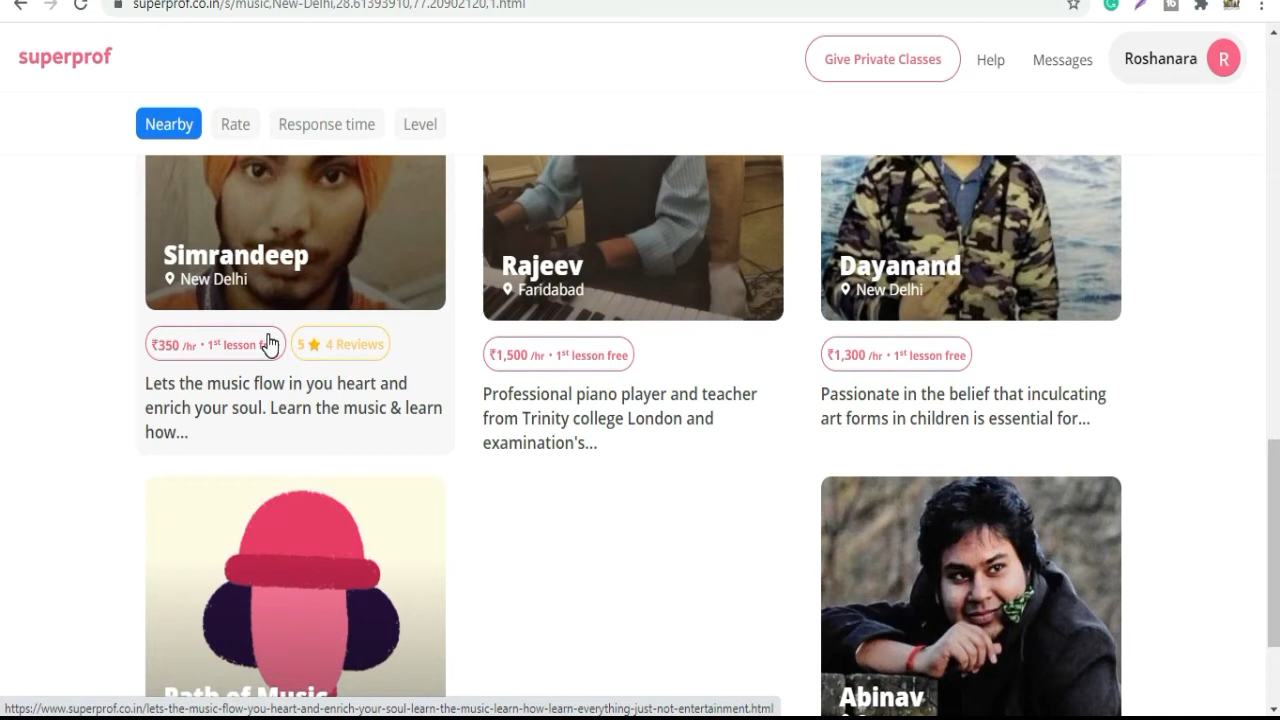 superprof.co.in/s/music,New-Delhi,28.61393910,77.20902120,1.html
superprof
Give Private Classes
Help
Messages
Roshanara
R
Nearby
Rate
Response time
Level
Simrandeep
New Delhi
₹350 /hr • 1st lesson
5 ★ 4 Reviews
Lets the music flow in you heart and
enrich your soul. Learn the music & learn
how...
Rajeev
Faridabad
₹1,500 /hr • 1st lesson free
Professional piano player and teacher
from Trinity college London and
examination's...
Dayanand
New Delhi
₹1,300 /hr • 1st lesson free
Passionate in the belief that inculcating
art forms in children is essential for...
Path of Music
Abinav
https://www.superprof.co.in/lets-the-music-flow-you-heart-and-enrich-your-soul-learn-the-music-learn-how-learn-everything-just-not-entertainment.html